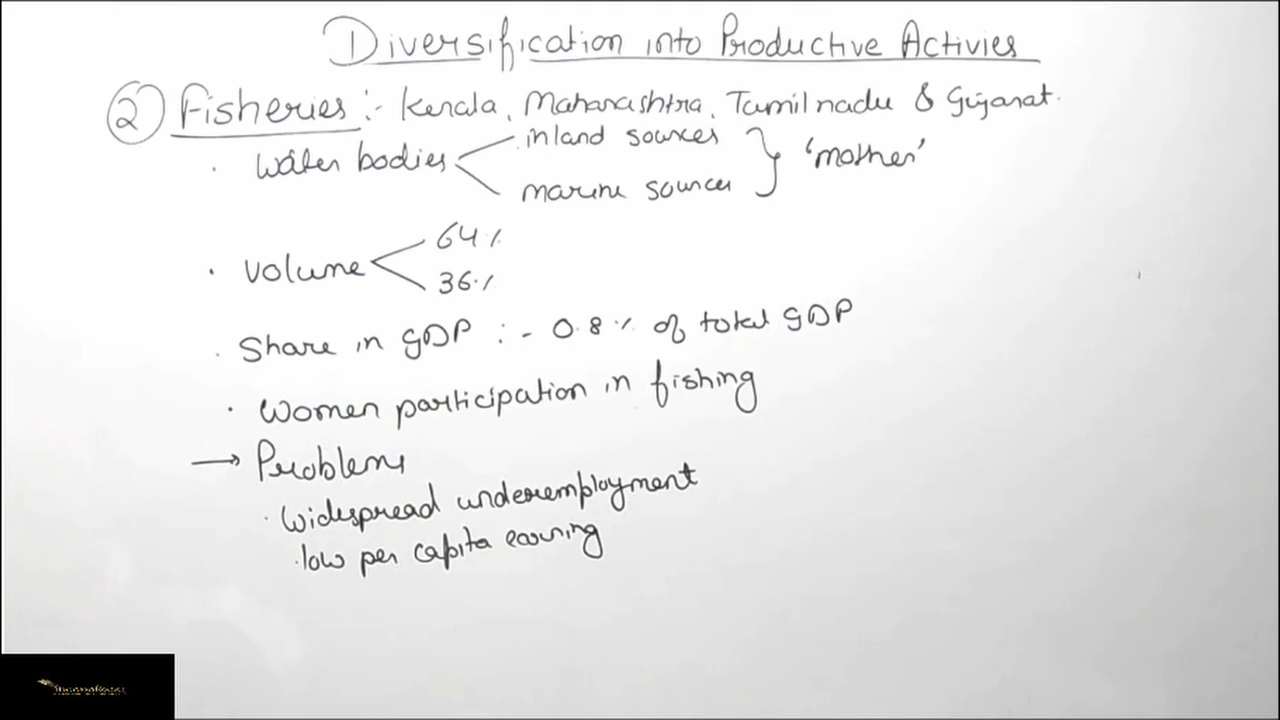 Diversification into Productive Activies
② Fisheries :- Kerala, Maharashtra, Tamil nadu & Gujarat.
· Water bodies
inland sources
marine sources
'mother'
· Volume
64%
36%
· Share in GDP :- 0.8% of total GDP
· Women participation in fishing
→ Problems
· Widespread underemployment
· low per capita earning